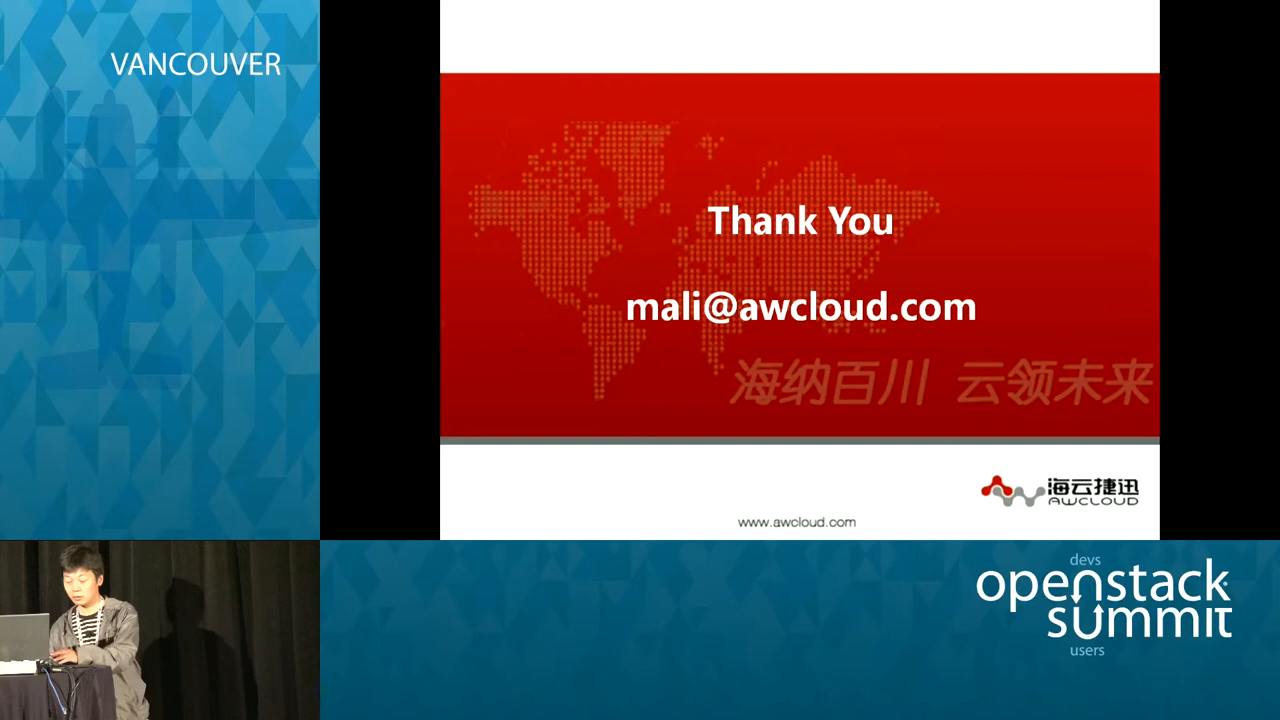 VANCOUVER
Thank You
mali@awcloud.com
海纳百川 云领未来
海云捷迅
AWCLOUD
www.awcloud.com
devs
openstack
summit
users